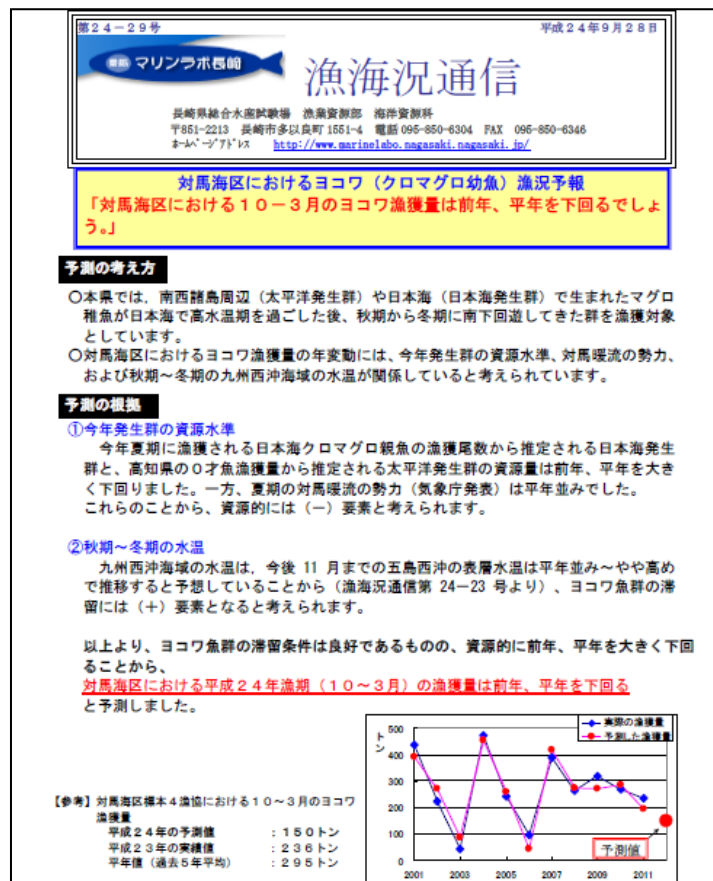 第24-29号
平成24年9月28日
マリンラボ長崎
漁海況通信
長崎県総合水産試験場　漁業資源部　海洋資源科
〒851-2213　長崎市多以良町1551-4　電話095-850-6304　FAX　095-850-6346
ホームページアドレス　http://www.marinelabo.nagasaki.nagasaki.jp/
対馬海区におけるヨコワ（クロマグロ幼魚）漁況予報
「対馬海区における10-3月のヨコワ漁獲量は前年、平年を下回るでしょ
う。」
予測の考え方
○本県では，南西諸島周辺（太平洋発生群）や日本海（日本海発生群）で生まれたマグロ
稚魚が日本海で高水温期を過ごした後、秋期から冬期に南下回遊してきた群を漁獲対象
としています。
○対馬海区におけるヨコワ漁獲量の年変動には、今年発生群の資源水準、対馬暖流の勢力、
および秋期～冬期の九州西沖海域の水温が関係していると考えられています。
予測の根拠
①今年発生群の資源水準
今年夏期に漁獲される日本海クロマグロ親魚の漁獲尾数から推定される日本海発生
群と、高知県の0才魚漁獲量から推定される太平洋発生群の資源量は前年、平年を大き
く下回りました。一方、夏期の対馬暖流の勢力（気象庁発表）は平年並みでした。
これらのことから、資源的には（－）要素と考えられます。
②秋期～冬期の水温
九州西沖海域の水温は，今後 11 月までの五島西沖の表層水温は平年並み～やや高め
で推移すると予想していることから（漁海況通信第 24-23 号より）、ヨコワ魚群の滞
留には（＋）要素となると考えられます。
以上より、ヨコワ魚群の滞留条件は良好であるものの、資源的に前年、平年を大きく下回
ることから、
対馬海区における平成24年漁期（10～3月）の漁獲量は前年、平年を下回る
と予測しました。
【参考】対馬海区標本4漁協における10～3月のヨコワ
漁獲量
平成24年の予測値　：150トン
平成23年の実績値　：236トン
平年値（過去5年平均）　：295トン
実際の漁獲量
予測した漁獲量
トン
500
400
300
200
100
0
予測値
2001 2003 2005 2007 2009 2011